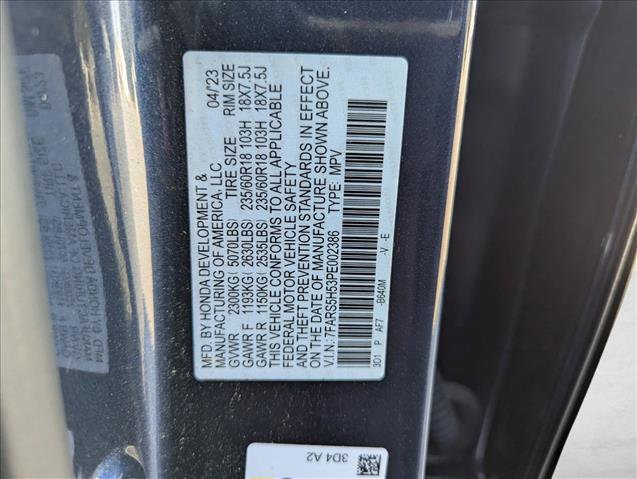 MFD. BY HONDA DEVELOPMENT &
MANUFACTURING OF AMERICA, LLC 04/23
GVWR 2300KG ( 5070LBS) TIRE SIZE RIM SIZE
GAWR F 1193KG ( 2630LBS) 235/60R18 103H 18X7.5J
GAWR R 1150KG ( 2535LBS) 235/60R18 103H 18X7.5J
THIS VEHICLE CONFORMS TO ALL APPLICABLE
FEDERAL MOTOR VEHICLE SAFETY
AND THEFT PREVENTION STANDARDS IN EFFECT
ON THE DATE OF MANUFACTURE SHOWN ABOVE.
V.I.N.: 7FARS5H53PE002386 TYPE: MPV
3D1 P AF7 -B640M -V -E
3D4 A2